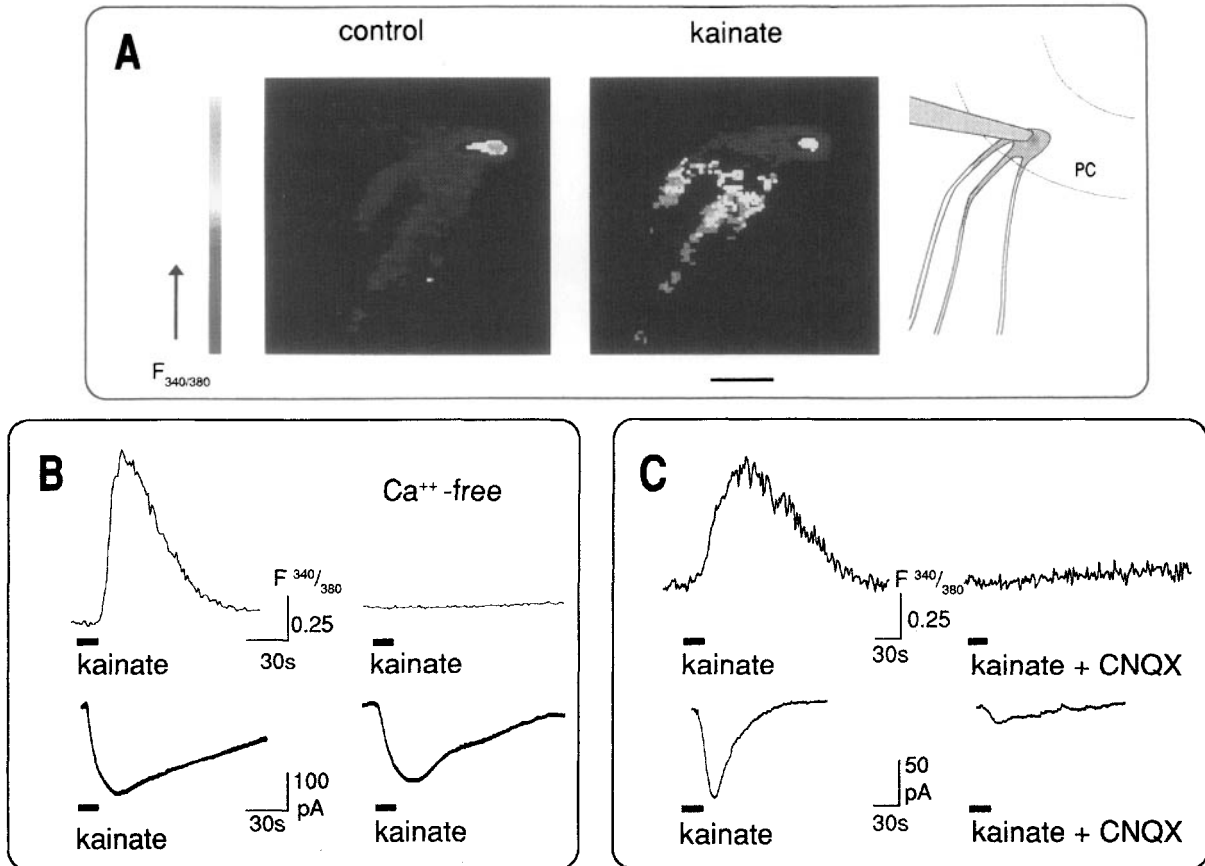 A
control
kainate
PC
F340/380
B
Ca++ -free
F 340/380
0.25
30s
kainate
kainate
100
pA
30s
kainate
kainate
C
F 340/380
0.25
30s
kainate
kainate + CNQX
50
pA
30s
kainate
kainate + CNQX